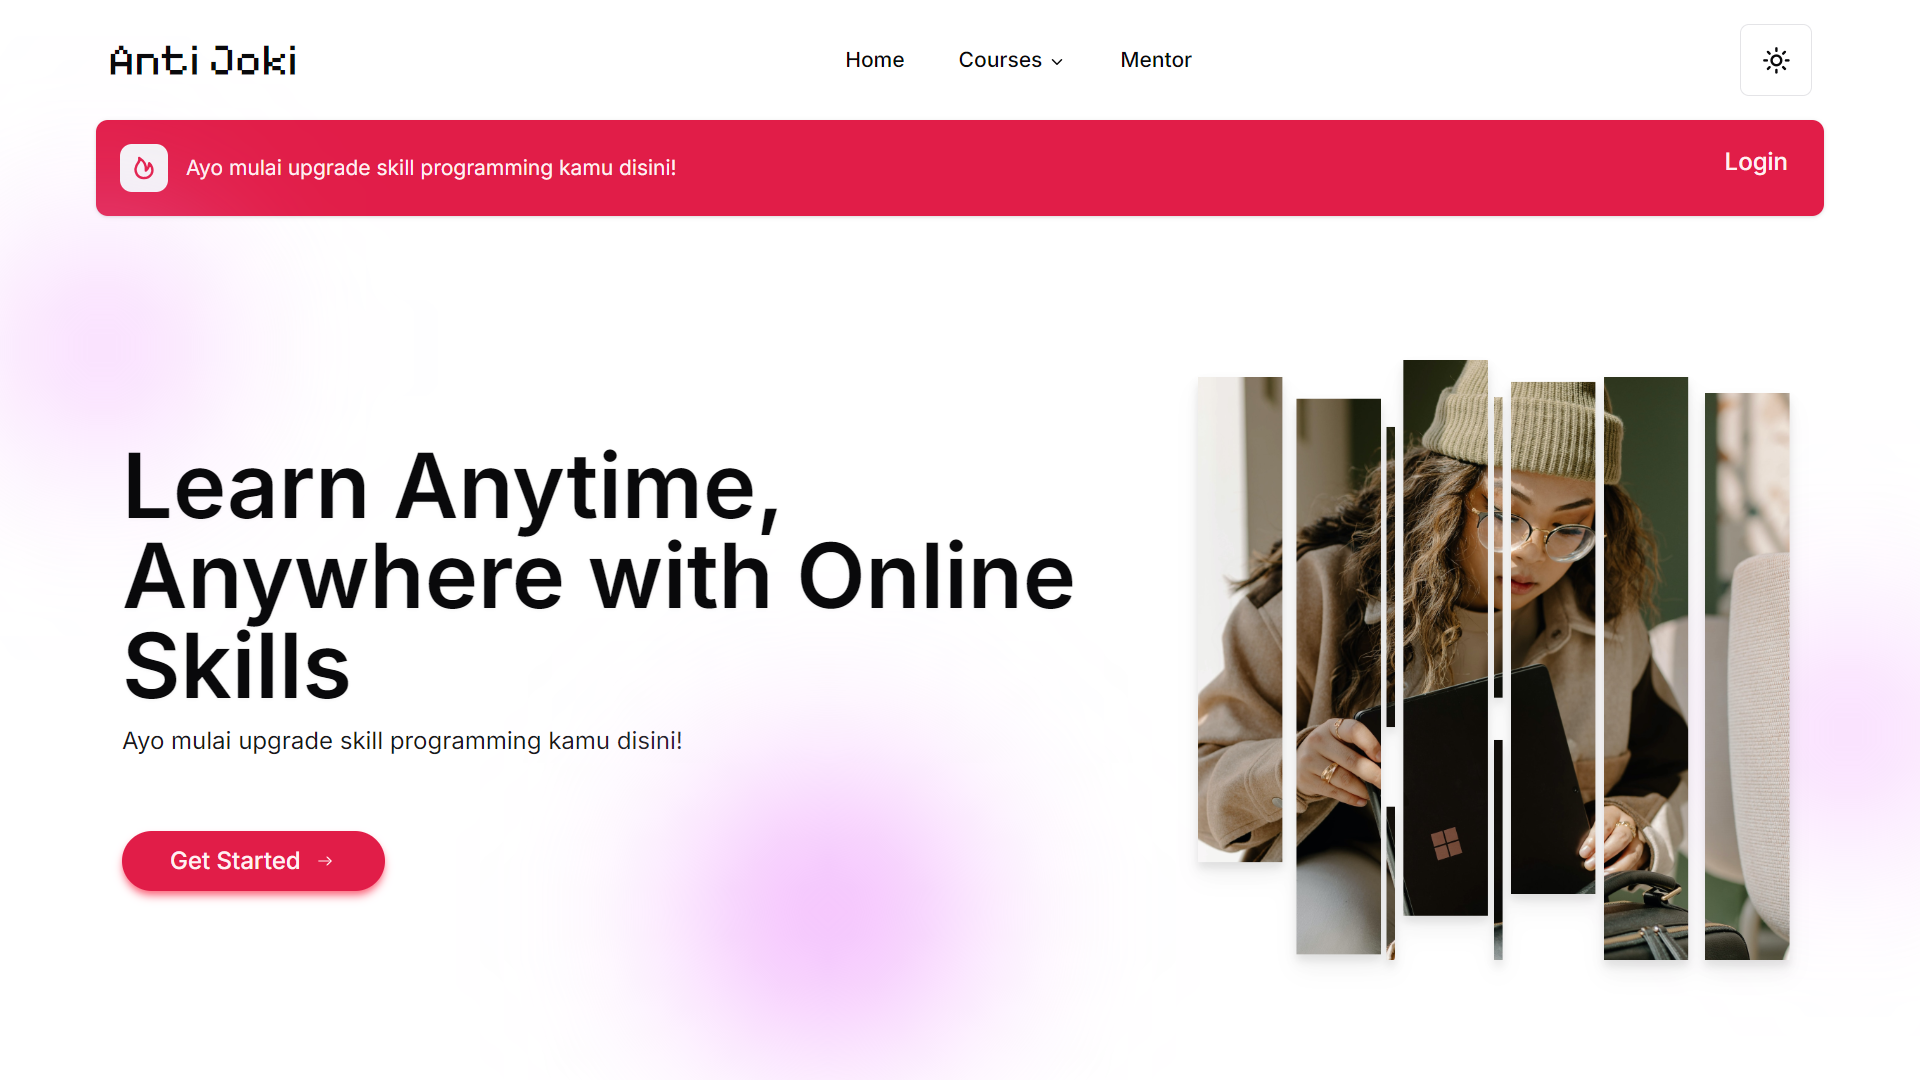 Anti Joki
Home
Courses
Mentor
Ayo mulai upgrade skill programming kamu disini!
Login
Learn Anytime,
Anywhere with Online
Skills
Ayo mulai upgrade skill programming kamu disini!
Get Started